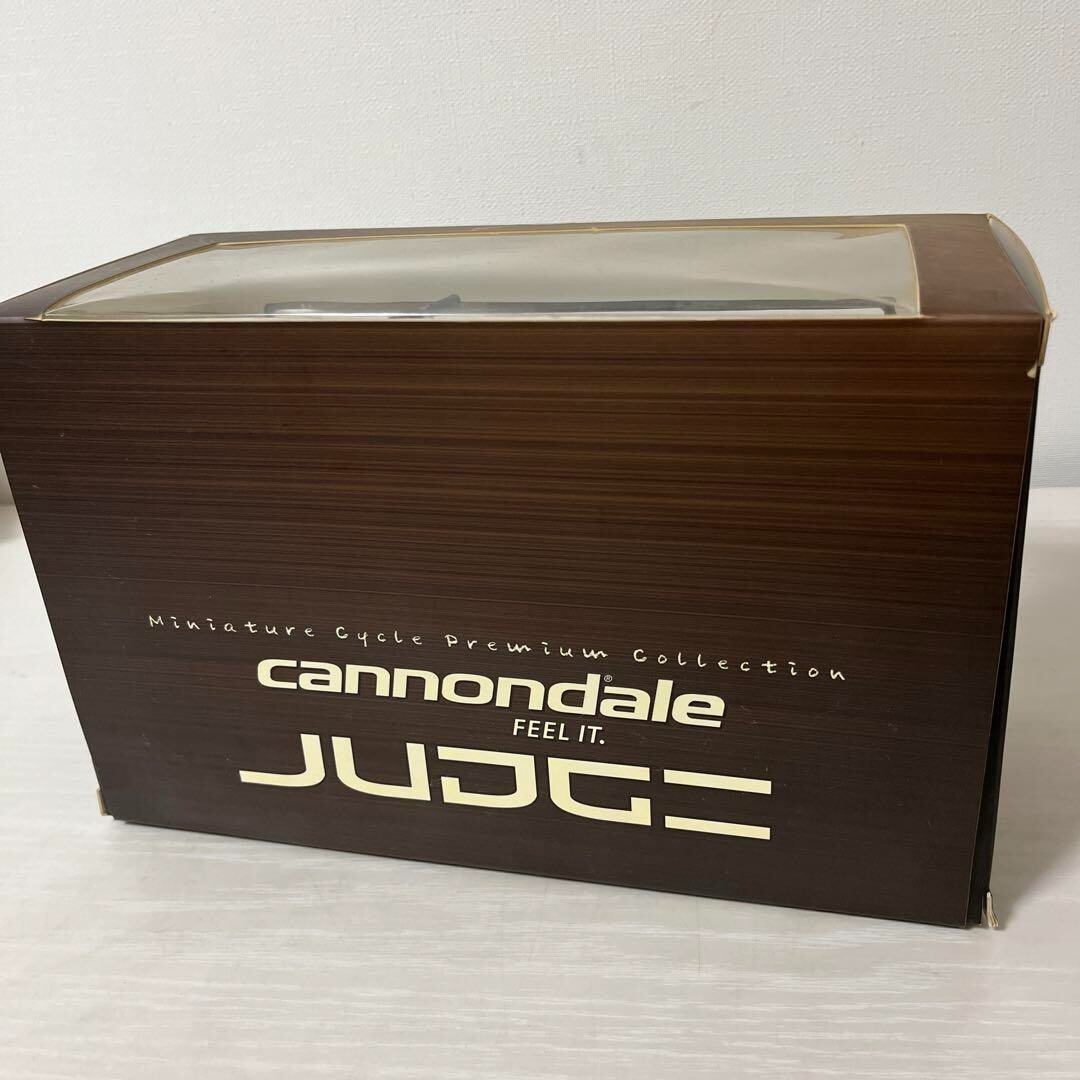 Miniature Cycle Premium Collection
cannondale®
FEEL IT.
JUDGE